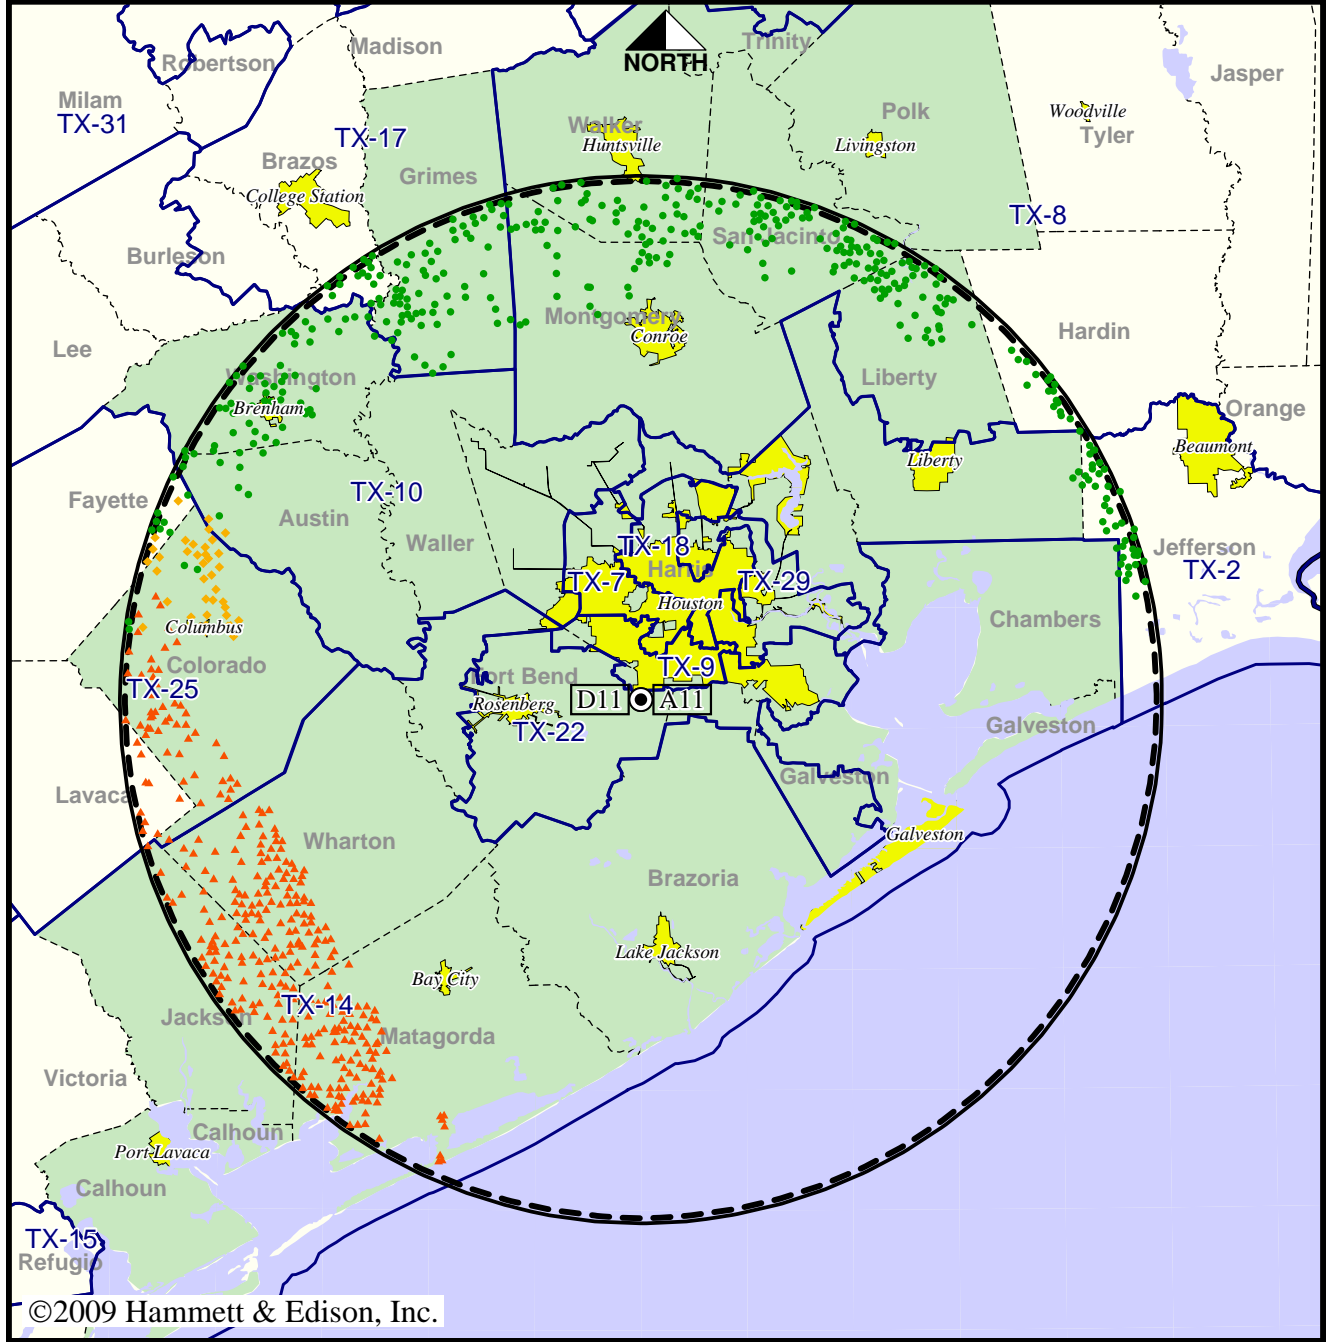 Madison
Trinity
Robertson
NORTH
Jasper
Milam
TX-31
Polk
Woodville
Walker
Tyler
TX-17
Huntsville
Livingston
Brazos
Grimes
College Station
TX-8
San Jacinto
Burleson
Montgomery
Hardin
Conroe
Lee
Washington
Liberty
Brenham
Orange
Beaumont
Liberty
TX-10
Fayette
Austin
Waller
TX-18
Jefferson
TX-2
Harris
TX-7
TX-29
Houston
Chambers
Columbus
Colorado
TX-9
Fort Bend
TX-25
D11
A11
Rosenberg
Galveston
TX-22
Galveston
Lavaca
Galveston
Wharton
Brazoria
Lake Jackson
Bay City
TX-14
Jackson
Matagorda
Victoria
Calhoun
Port Lavaca
Calhoun
TX-15
Refugio
©2009 Hammett & Edison, Inc.